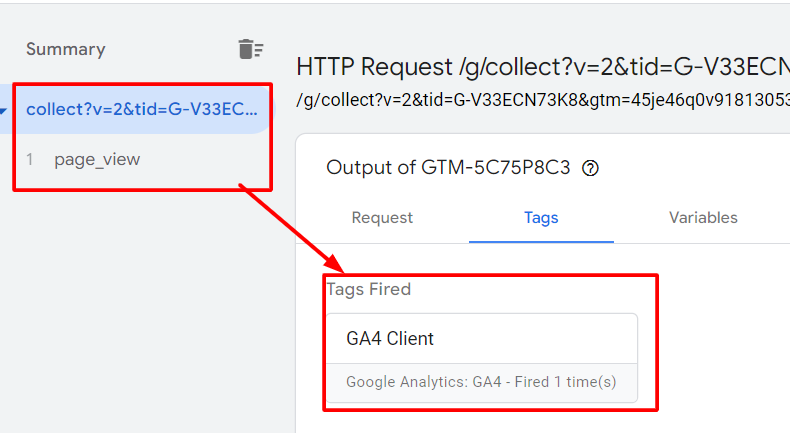 Summary
collect?v=2&tid=G-V33EC...
1 page_view
HTTP Request /g/collect?v=2&tid=G-V33ECN
/g/collect?v=2&tid=G-V33ECN73K8&gtm=45je46q0v91813053
Output of GTM-5C75P8C3
Request
Tags
Variables
Tags Fired
GA4 Client
Google Analytics: GA4 - Fired 1 time(s)